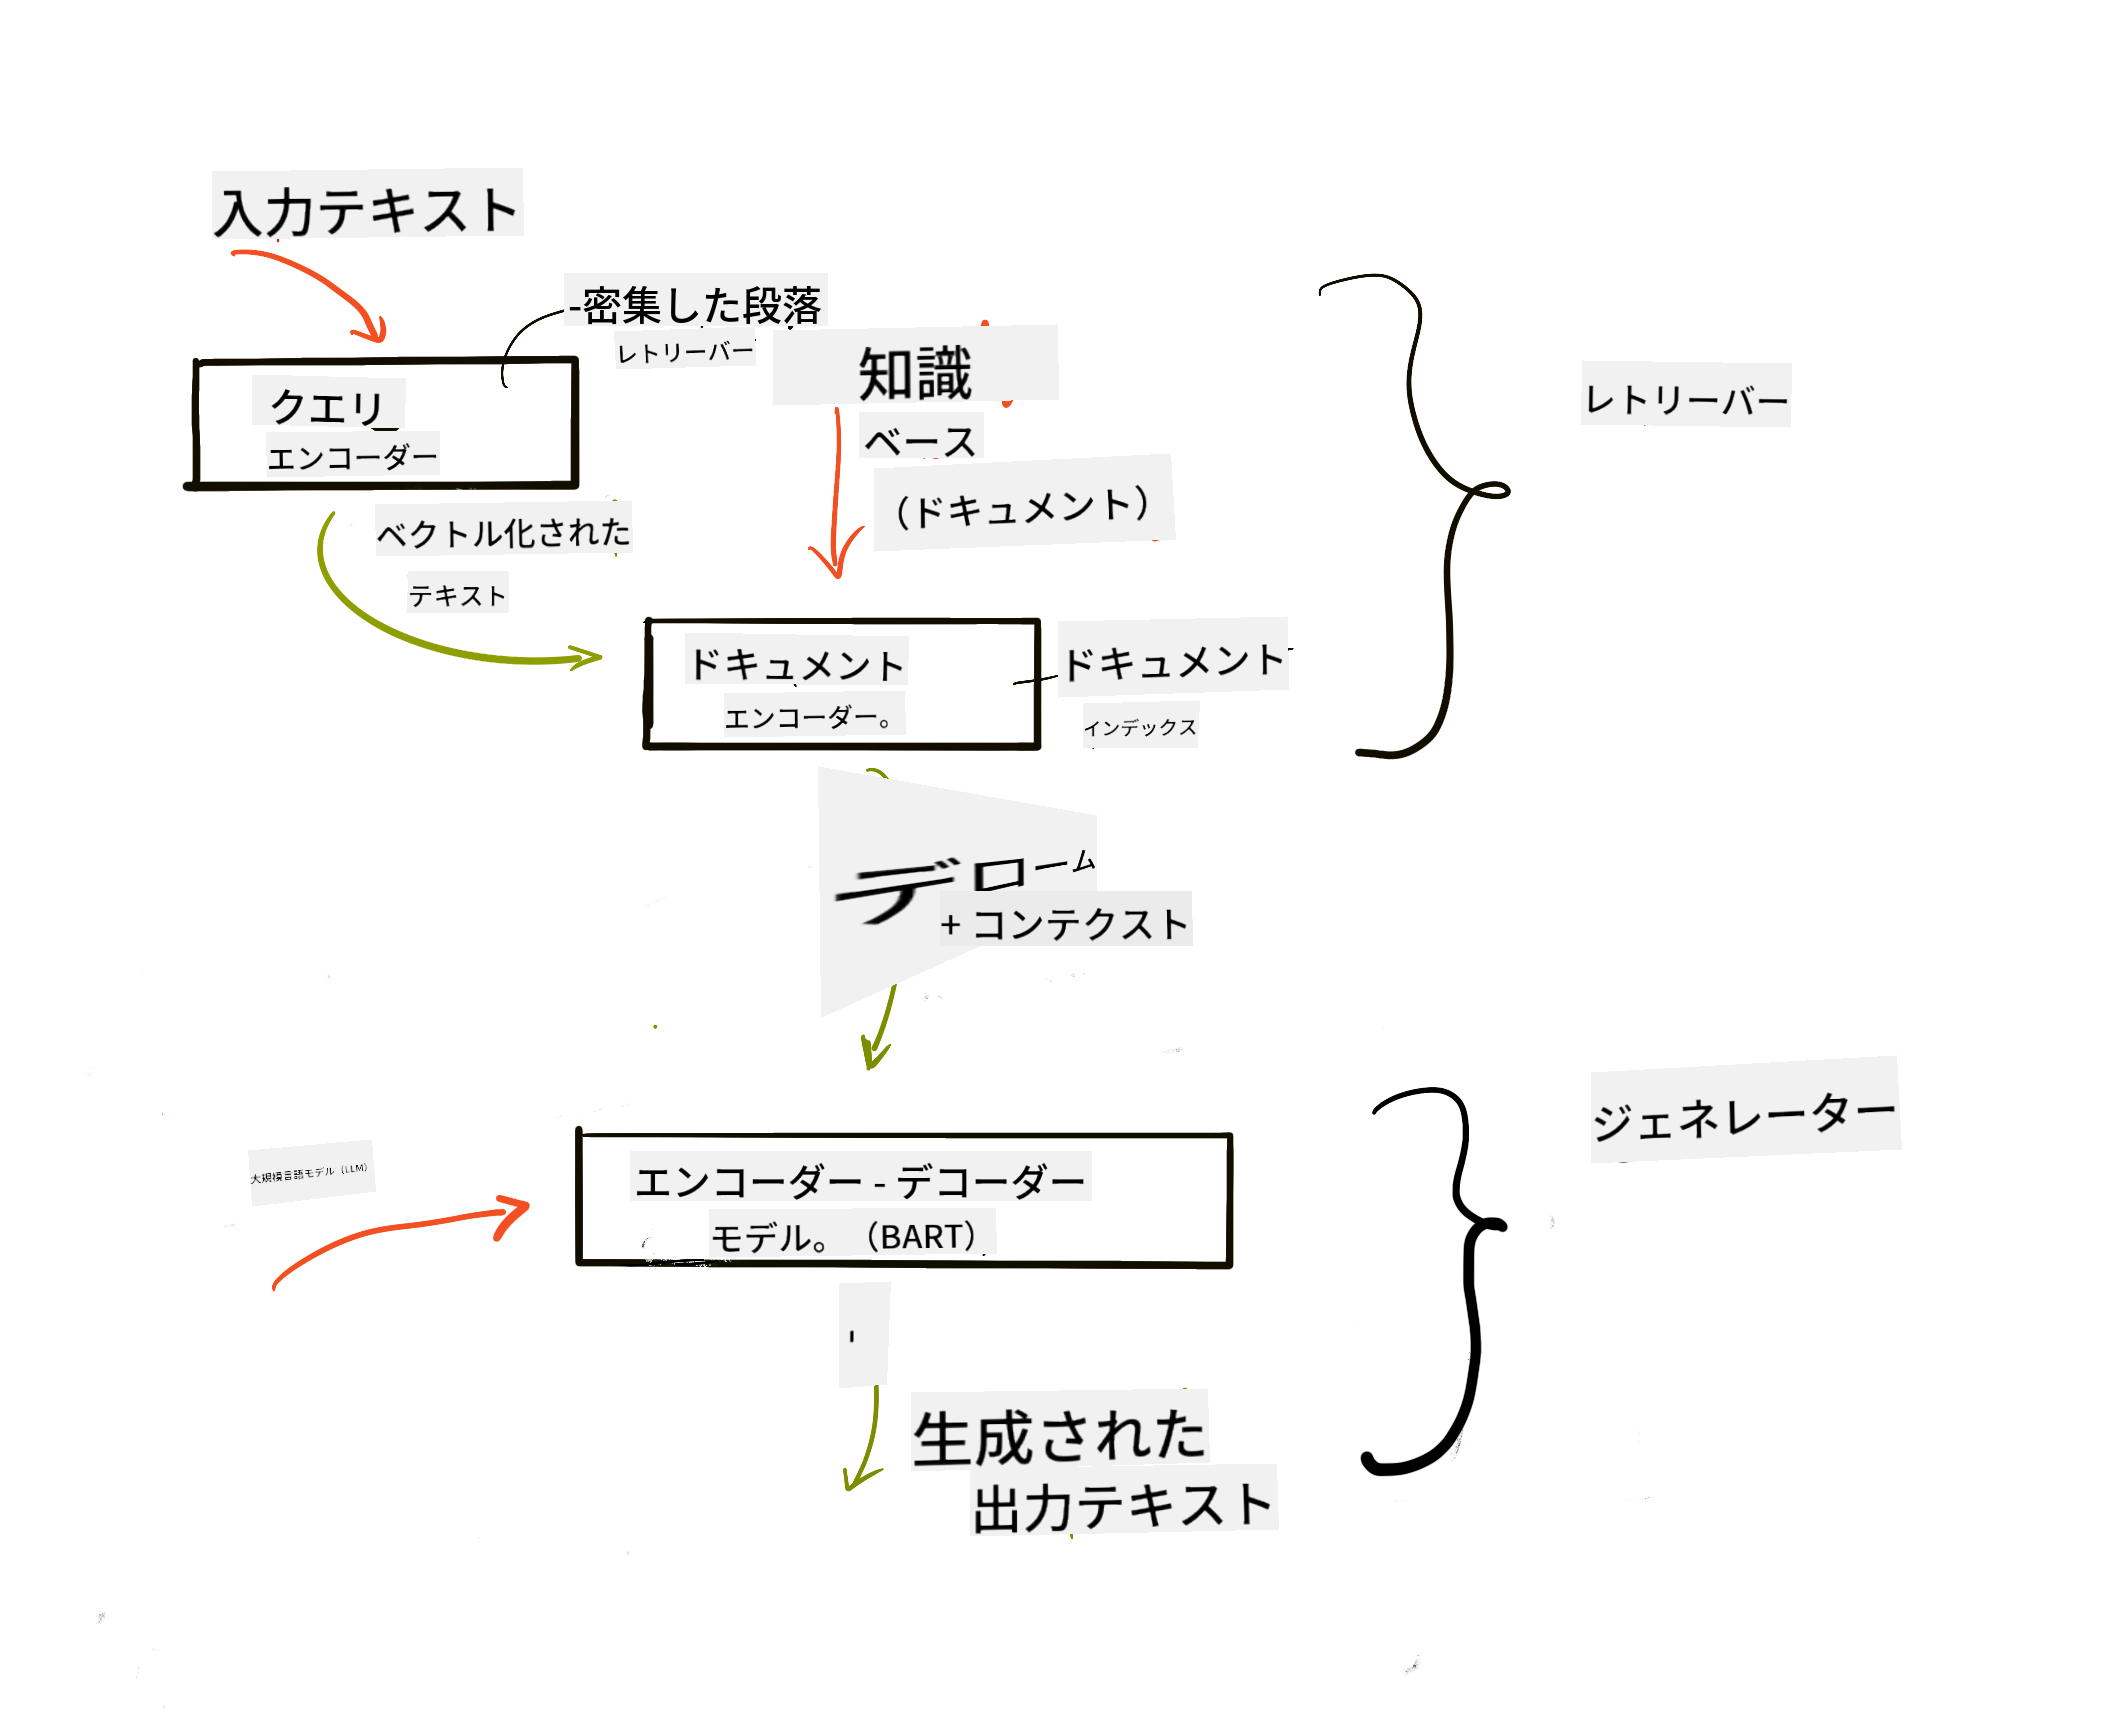 入力テキスト
-密集した段落
レトリーバー
クエリ
エンコーダー
知識
ベース
（ドキュメント）
レトリーバー
ベクトル化された
テキスト
ドキュメント
エンコーダー。
ドキュメント
インデックス
デローム
+ コンテクスト
ジェネレーター
大規模言語モデル（LLM）
エンコーダー - デコーダー
モデル。（BART）
生成された
出力テキスト